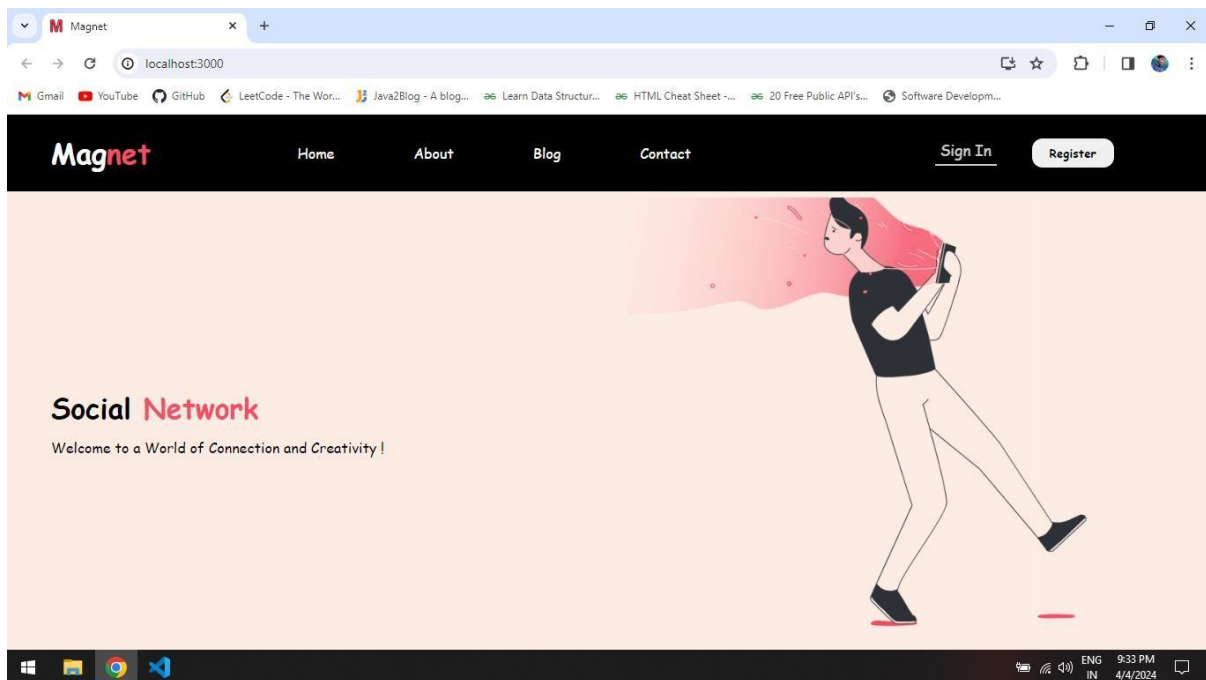 M Magnet
localhost:3000
Gmail YouTube GitHub LeetCode - The Wor... Java2Blog - A blog... Learn Data Structur... HTML Cheat Sheet -... 20 Free Public API's... Software Developm...
Magnet Home About Blog Contact Sign In Register
Social Network
Welcome to a World of Connection and Creativity !
ENG 9:33 PM
IN 4/4/2024